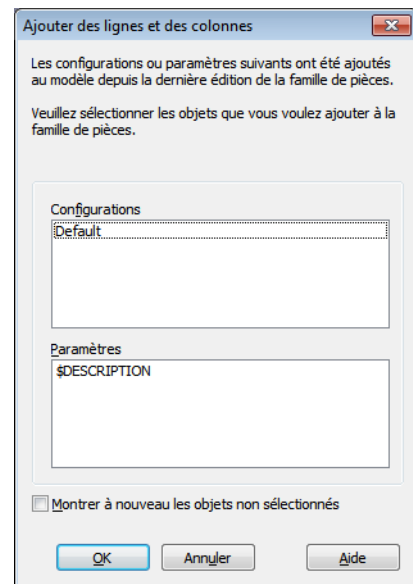 Ajouter des lignes et des colonnes
Les configurations ou paramètres suivants ont été ajoutés
au modèle depuis la dernière édition de la famille de pièces.
Veuillez sélectionner les objets que vous voulez ajouter à la
famille de pièces.
Configurations
Default
Paramètres
$DESCRIPTION
Montrer à nouveau les objets non sélectionnés
OK
Annuler
Aide